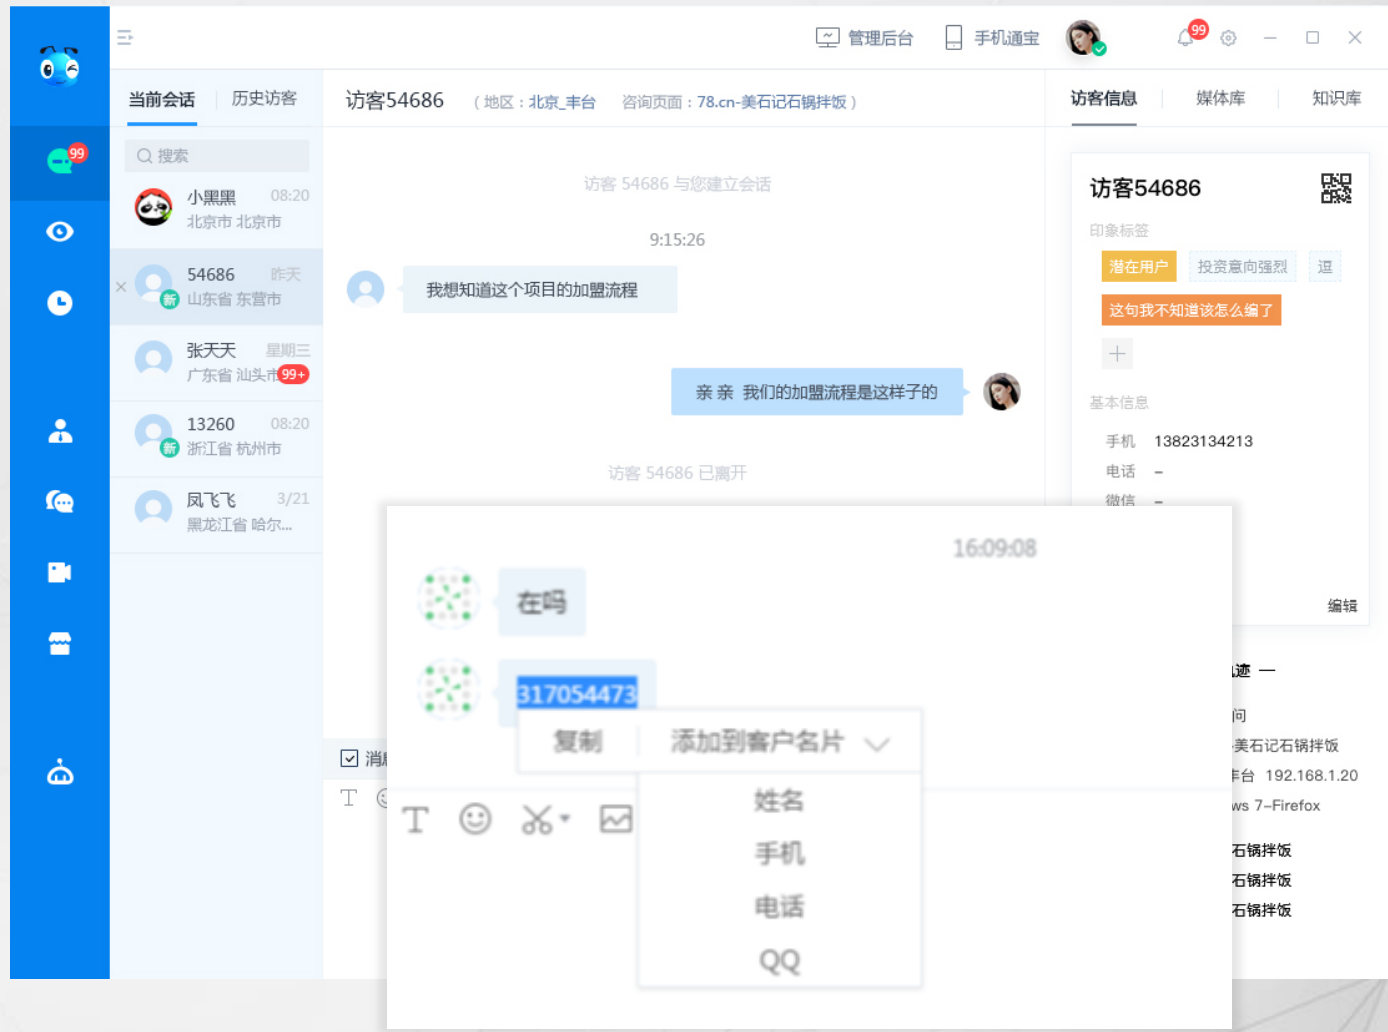 管理后台
手机通宝
99
当前会话
历史访客
访客54686
( 地区：北京_丰台 咨询页面：78.cn-美石记石锅拌饭 )
访客信息
媒体库
知识库
99
搜索
小黑黑 08:20
北京市 北京市
54686 昨天
新 山东省 东营市
张天天 星期三
广东省 汕头市 99+
13260 08:20
新 浙江省 杭州市
凤飞飞 3/21
黑龙江省 哈尔...
访客 54686 与您建立会话
9:15:26
我想知道这个项目的加盟流程
亲 亲 我们的加盟流程是这样子的
访客 54686 已离开
访客54686
印象标签
潜在用户 投资意向强烈 逗
这句我不知道该怎么编了
基本信息
手机 13823134213
电话 –
微信 –
编辑
迹 —
问
美石记石锅拌饭
台 192.168.1.20
ws 7-Firefox
石锅拌饭
石锅拌饭
石锅拌饭
消
16:09:08
在吗
317054473
复制 添加到客户名片
姓名
手机
电话
QQ